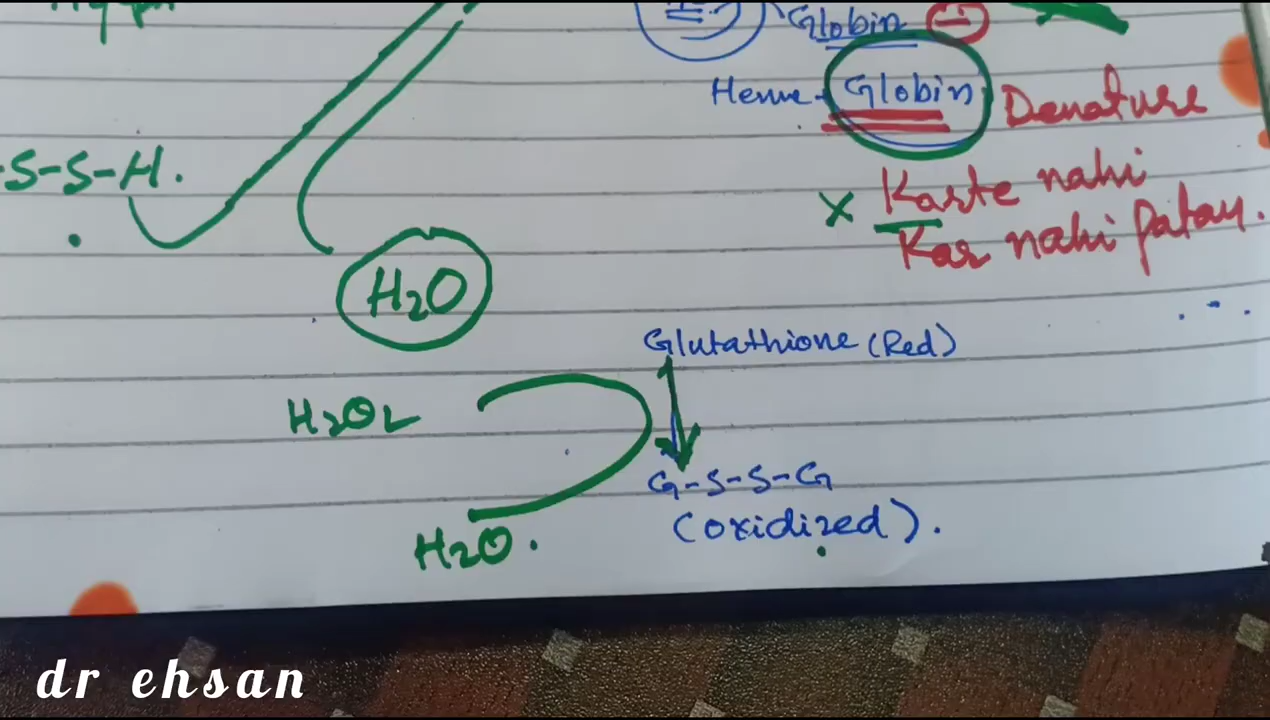 Globin
Heme - Globin Denature
S-S-H.
X Karte nahi
Kar nahi patay.
H2O
Glutathione (Red)
H2O2
G-S-S-G
(oxidized).
H2O.
dr ehsan